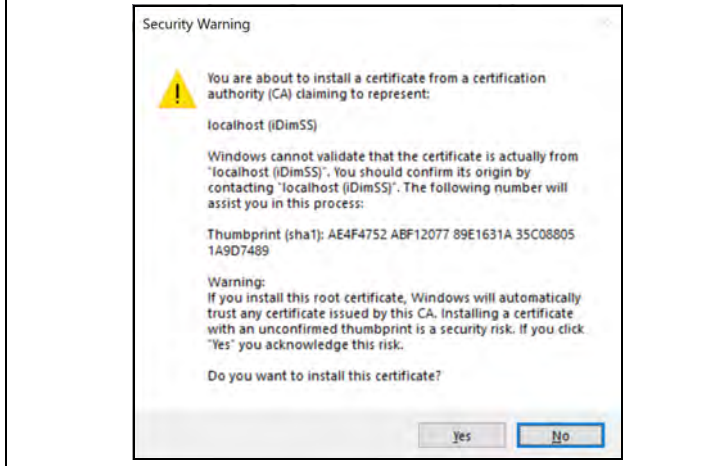 Security Warning
You are about to install a certificate from a certification
authority (CA) claiming to represent:
localhost (iDimSS)
Windows cannot validate that the certificate is actually from
"localhost (iDimSS)". You should confirm its origin by
contacting "localhost (iDimSS)". The following number will
assist you in this process:
Thumbprint (sha1): AE4F4752 ABF12077 89E1631A 35C08805
1A9D7489
Warning:
If you install this root certificate, Windows will automatically
trust any certificate issued by this CA. Installing a certificate
with an unconfirmed thumbprint is a security risk. If you click
"Yes" you acknowledge this risk.
Do you want to install this certificate?
Yes No